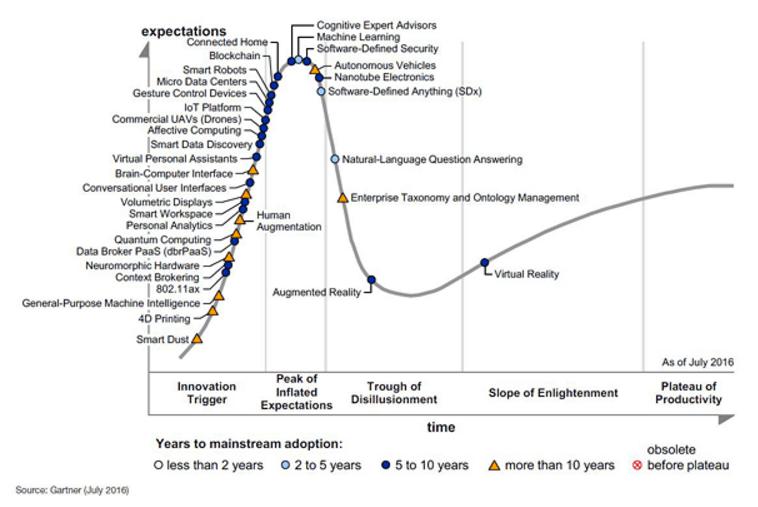 expectations
Cognitive Expert Advisors
Machine Learning
Software-Defined Security
Autonomous Vehicles
Nanotube Electronics
Software-Defined Anything (SDx)
Connected Home
Blockchain
Smart Robots
Micro Data Centers
Gesture Control Devices
IoT Platform
Commercial UAVs (Drones)
Affective Computing
Smart Data Discovery
Virtual Personal Assistants
Brain-Computer Interface
Conversational User Interfaces
Volumetric Displays
Smart Workspace
Personal Analytics
Human
Augmentation
Quantum Computing
Data Broker PaaS (dbrPaaS)
Neuromorphic Hardware
Context Brokering
802.11ax
General-Purpose Machine Intelligence
4D Printing
Smart Dust
Natural-Language Question Answering
Enterprise Taxonomy and Ontology Management
Augmented Reality
Virtual Reality
As of July 2016
Innovation
Trigger
Peak of
Inflated
Expectations
Trough of
Disillusionment
Slope of Enlightenment
Plateau of
Productivity
time
Years to mainstream adoption:
less than 2 years
2 to 5 years
5 to 10 years
more than 10 years
obsolete
before plateau
Source: Gartner (July 2016)